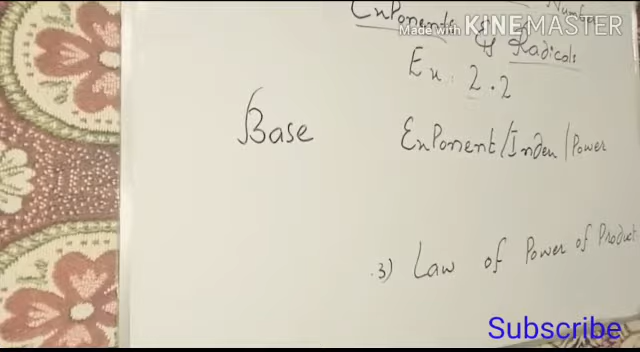 Number
Exponents & Radicals
Made with KINEMASTER
Ex: 2.2
Base
Exponent/Index/Power
3) Law of Power of Product
Subscribe